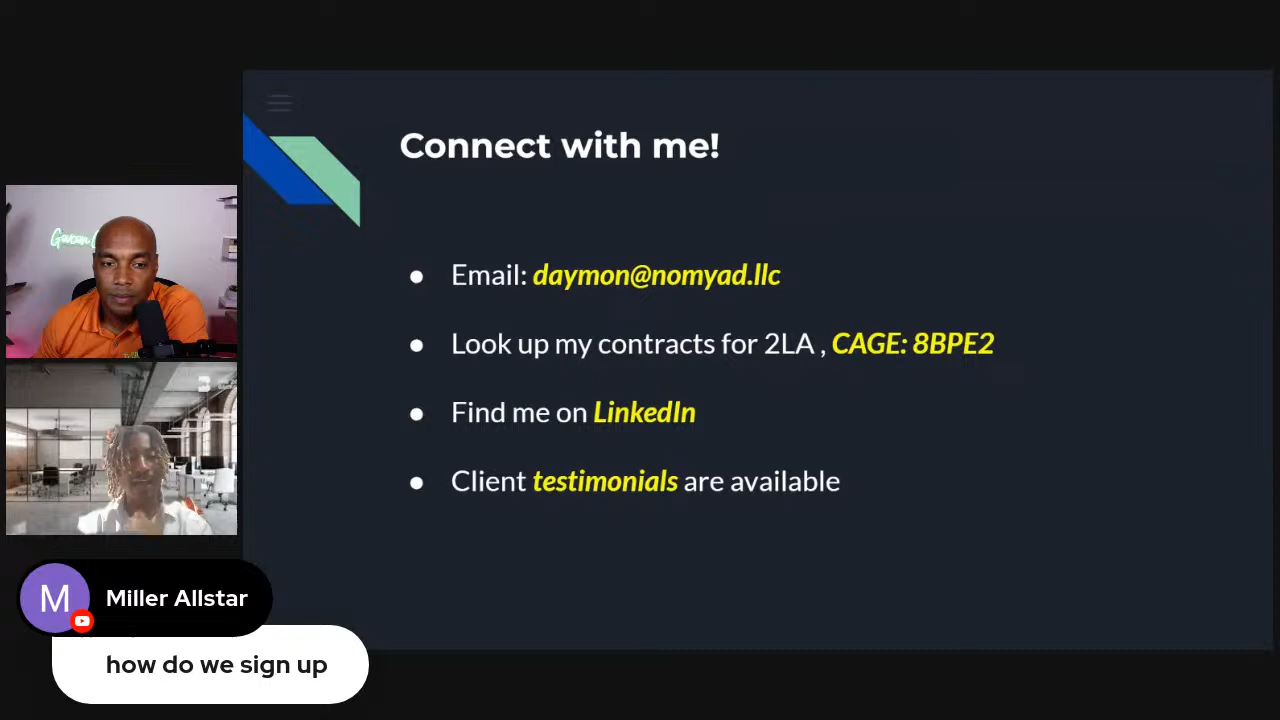 Connect with me!
● Email: daymon@nomyad.llc
● Look up my contracts for 2LA , CAGE: 8BPE2
● Find me on LinkedIn
● Client testimonials are available
M
Miller Allstar
how do we sign up